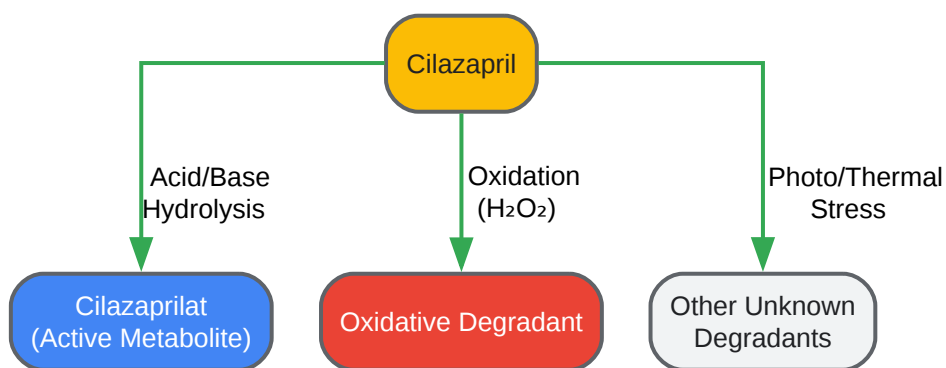 Cilazapril
Acid/Base
Hydrolysis
Oxidation
(H₂O₂)
Photo/Thermal
Stress
Cilazaprilat
(Active Metabolite)
Oxidative Degradant
Other Unknown
Degradants